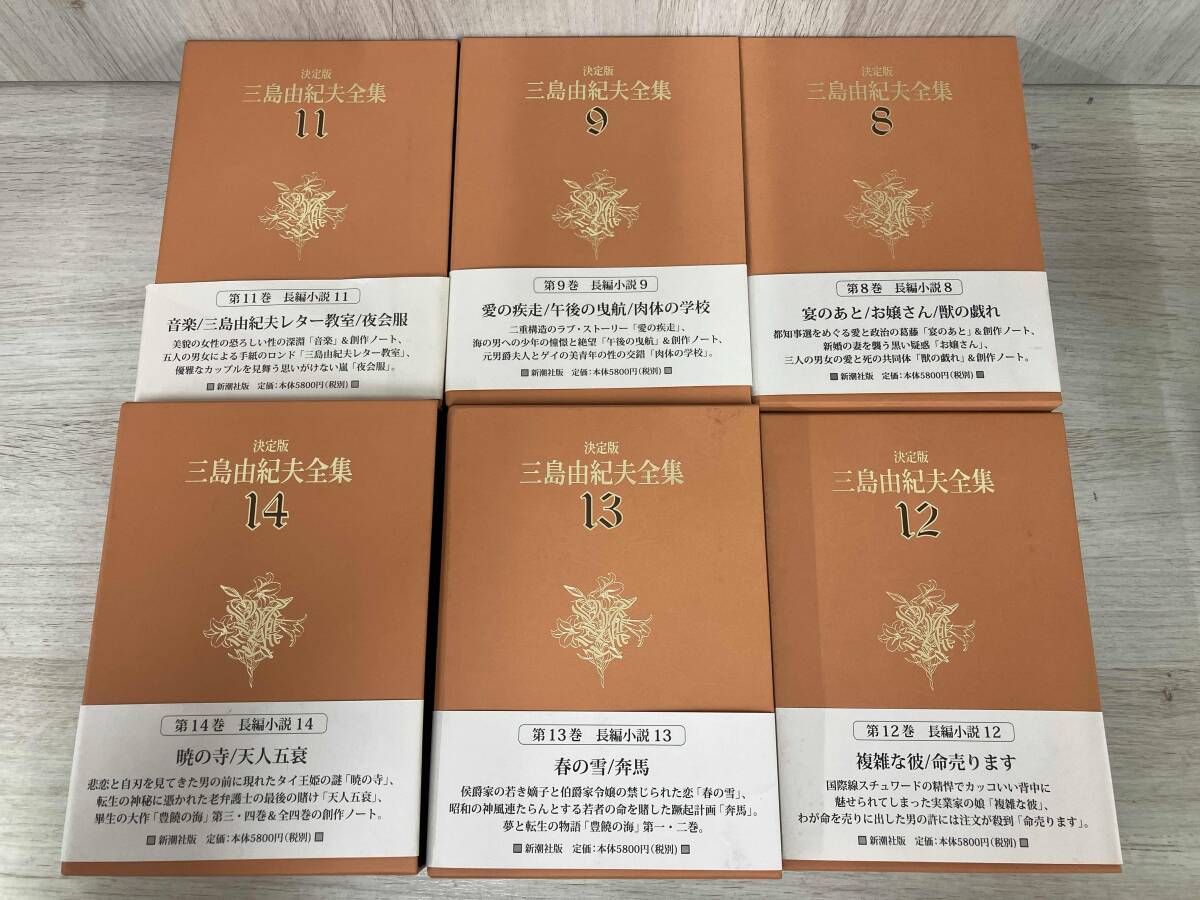 決定版
三島由紀夫全集
11
第11巻 長編小説11
音楽/三島由紀夫レター教室/夜会服
美貌の女性の恐ろしい性の深淵「音楽」&創作ノート、
五人の男女による手紙のロンド「三島由紀夫レター教室」、
優雅なカップルを見舞う思いがけない嵐「夜会服」。
新潮社版 定価:本体5800円(税別)
決定版
三島由紀夫全集
9
第9巻 長編小説9
愛の疾走/午後の曳航/肉体の学校
二重構造のラブ・ストーリー「愛の疾走」、
海の男への少年の憧憬と絶望「午後の曳航」&創作ノート、
元男爵夫人とゲイの美青年の性の交錯「肉体の学校」。
新潮社版 定価:本体5800円(税別)
決定版
三島由紀夫全集
8
第8巻 長編小説8
宴のあと/お嬢さん/獣の戯れ
都知事選をめぐる愛と政治の葛藤「宴のあと」&創作ノート、
新婚の妻を襲う黒い疑惑「お嬢さん」、
三人の男女の愛と死の共同体「獣の戯れ」&創作ノート。
新潮社版 定価:本体5800円(税別)
決定版
三島由紀夫全集
14
第14巻 長編小説14
暁の寺/天人五衰
悲恋と自刃を見てきた男の前に現れたタイ王姫の謎「暁の寺」、
転生の神秘に憑かれた老弁護士の最後の賭け「天人五衰」、
畢生の大作「豊饒の海」第三・四巻&全四巻の創作ノート。
新潮社版 定価:本体5800円(税別)
決定版
三島由紀夫全集
13
第13巻 長編小説13
春の雪/奔馬
侯爵家の若き嫡子と伯爵家令嬢の禁じられた恋「春の雪」、
昭和の神風連たらんとする若者の命を賭した蹶起計画「奔馬」。
夢と転生の物語「豊饒の海」第一・二巻。
新潮社版 定価:本体5800円(税別)
決定版
三島由紀夫全集
12
第12巻 長編小説12
複雑な彼/命売ります
国際線スチュワードの精悍でカッコいい背中に
魅せられてしまった実業家の娘「複雑な彼」、
わが命を売りに出した男の許には注文が殺到「命売ります」。
新潮社版 定価:本体5800円(税別)